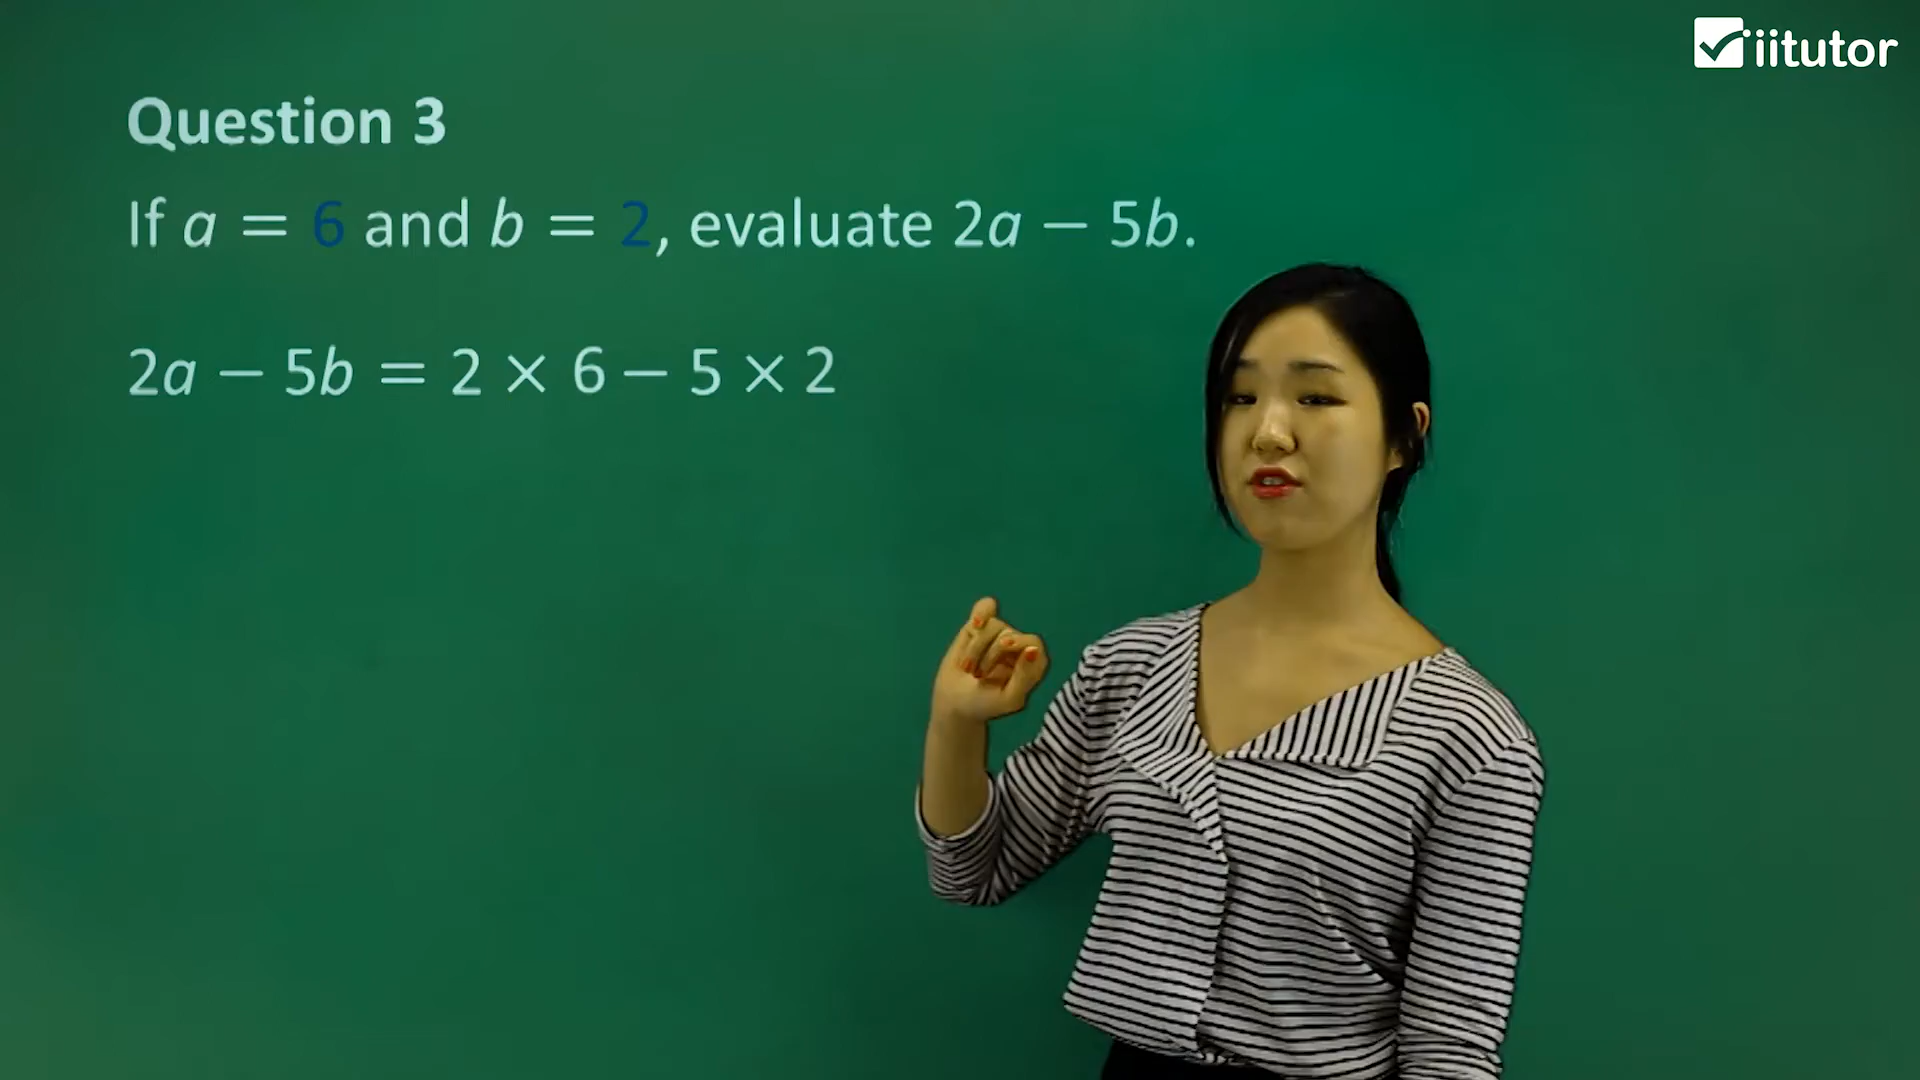 iitutor
Question 3
If a = 6 and b = 2, evaluate 2a − 5b.
2a − 5b = 2 × 6 − 5 × 2